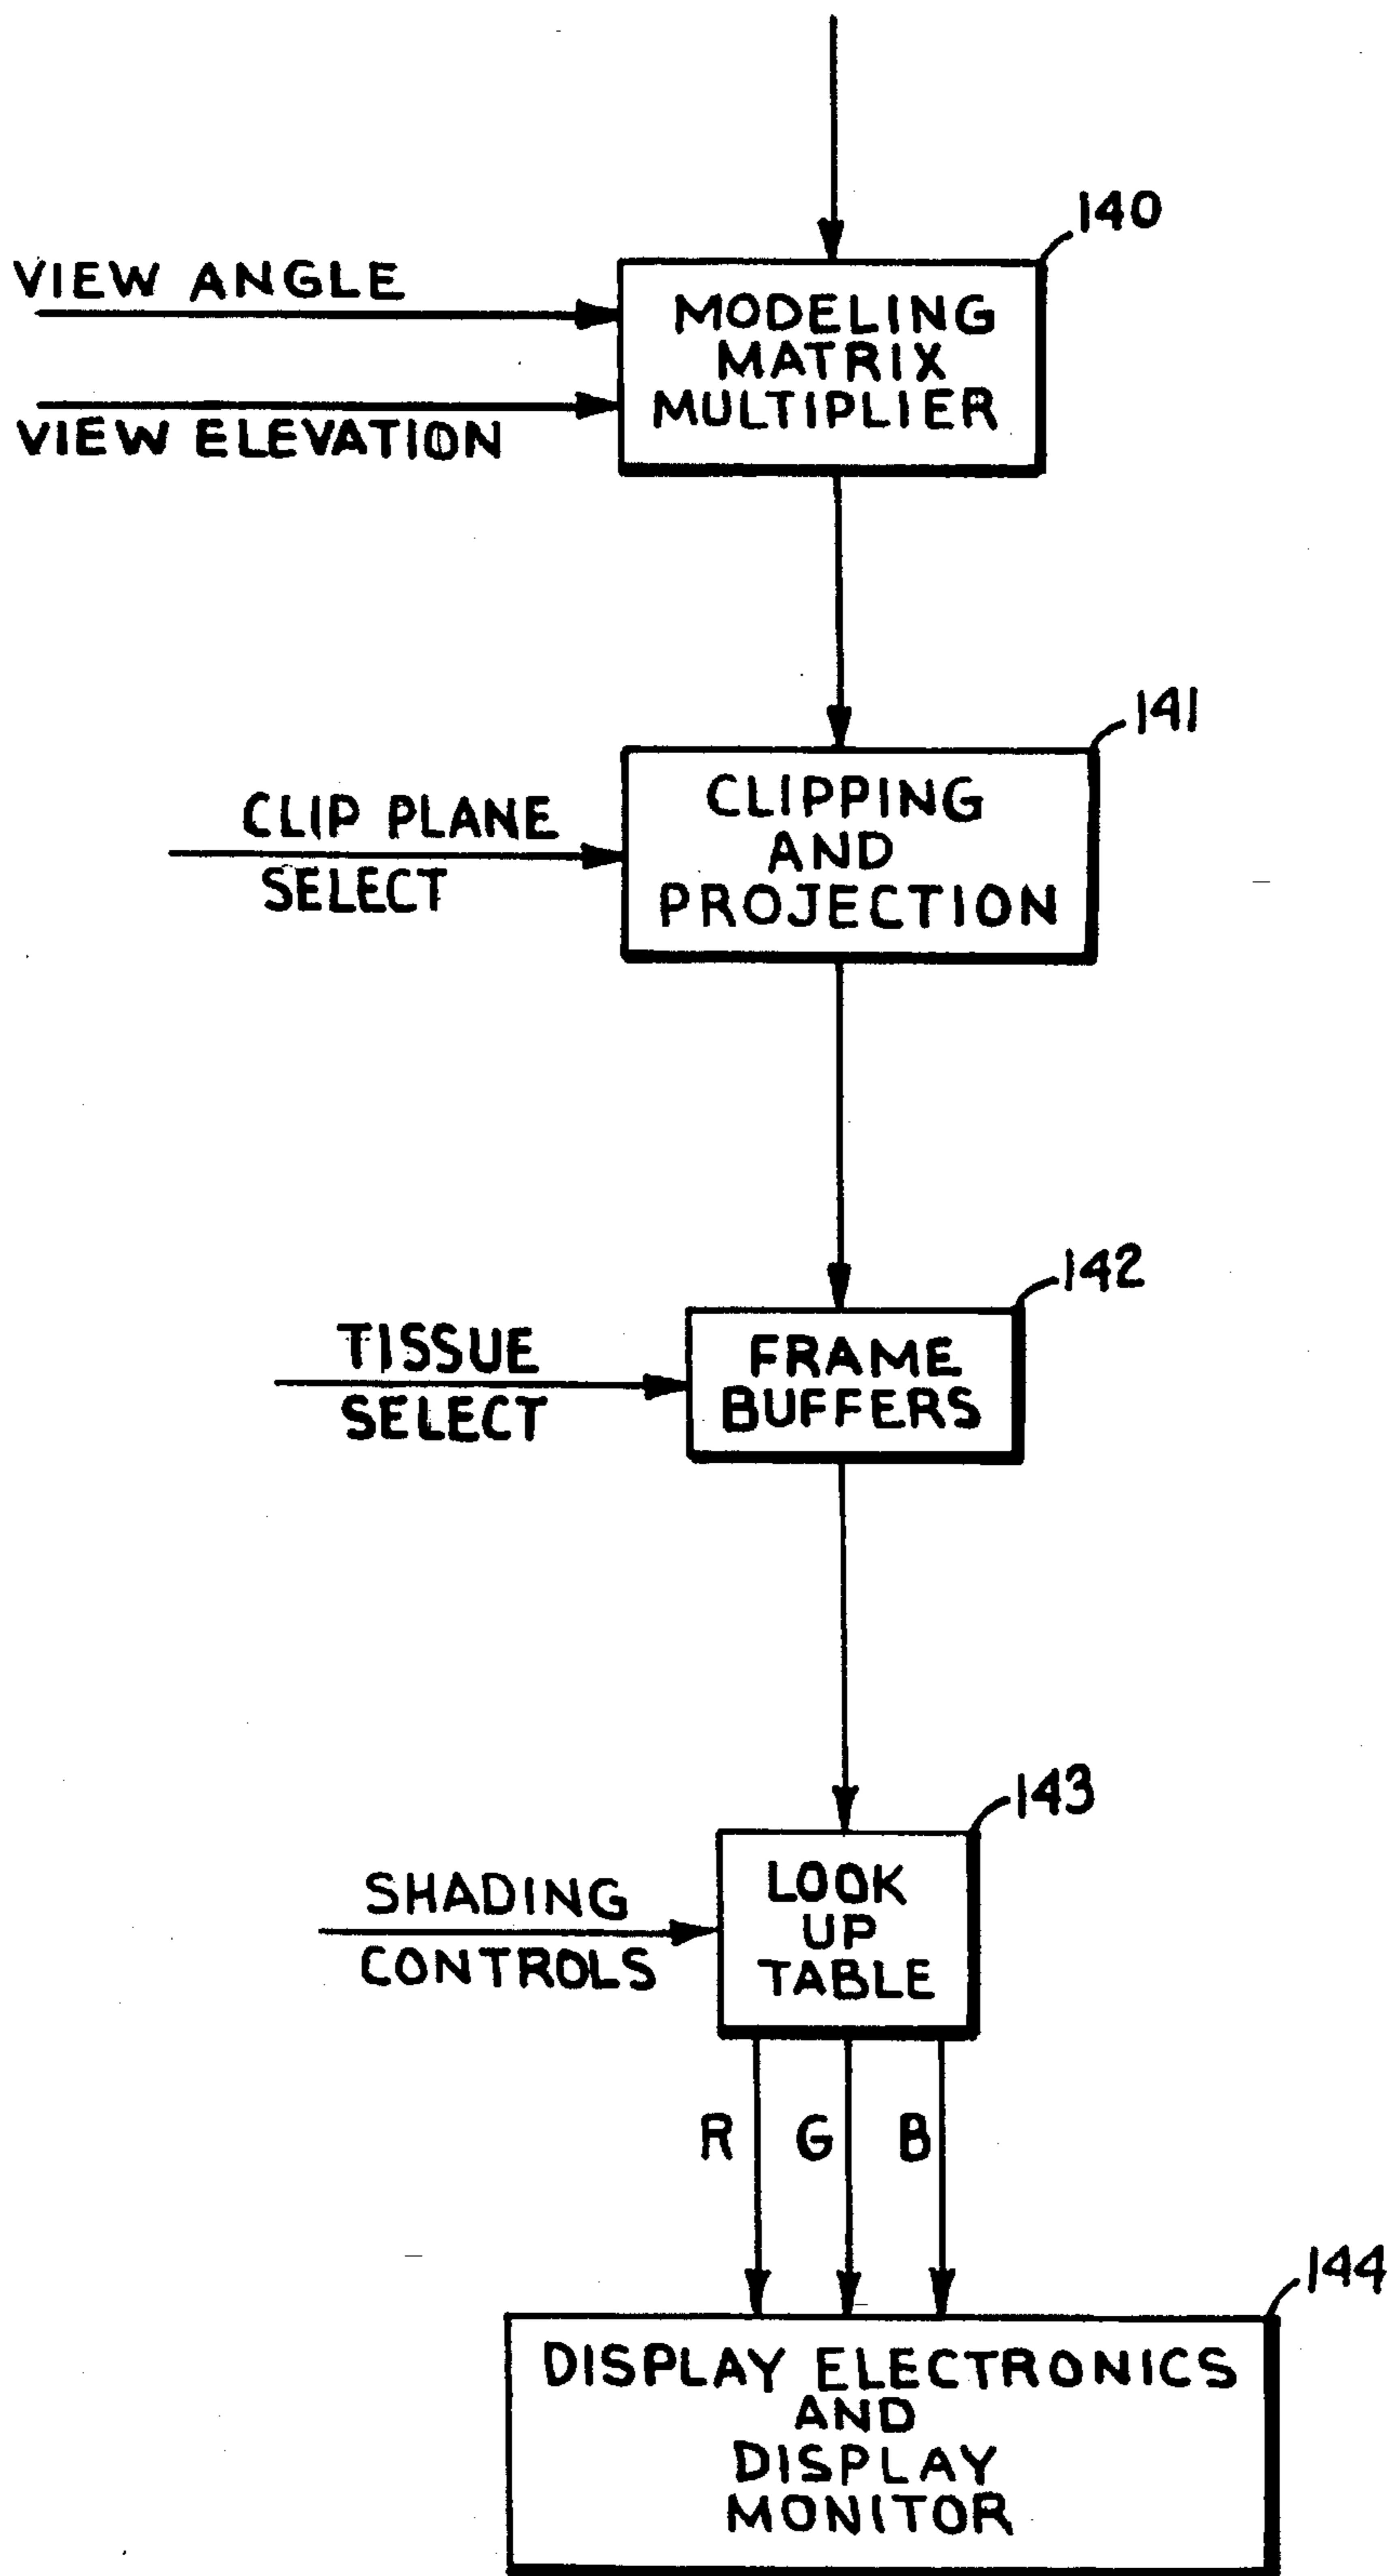 140
VIEW ANGLE
MODELING
MATRIX
MULTIPLIER
VIEW ELEVATION
141
CLIPPING
AND
PROJECTION
CLIP PLANE
SELECT
142
TISSUE
SELECT
FRAME
BUFFERS
143
SHADING
CONTROLS
LOOK
UP
TABLE
R G B
144
DISPLAY ELECTRONICS
AND
DISPLAY
MONITOR